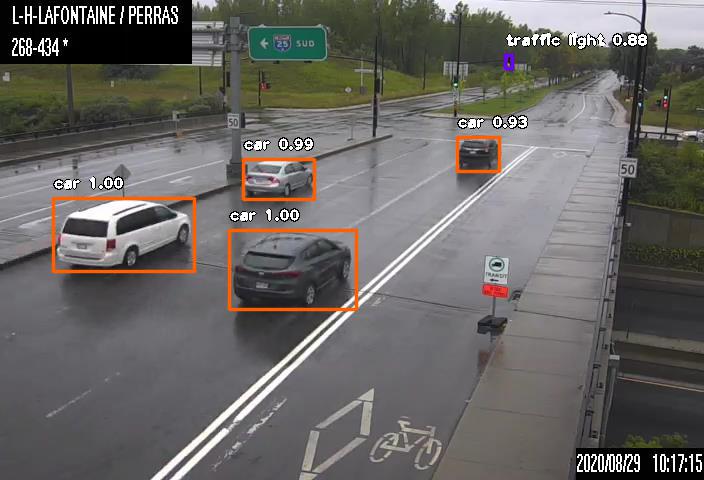 L-H-LAFONTAINE / PERRAS
268-434 *
25 SUD
traffic light 0.88
car 0.93
car 0.99
50
50
car 1.00
car 1.00
TRANSIT
2020/08/29 10:17:15